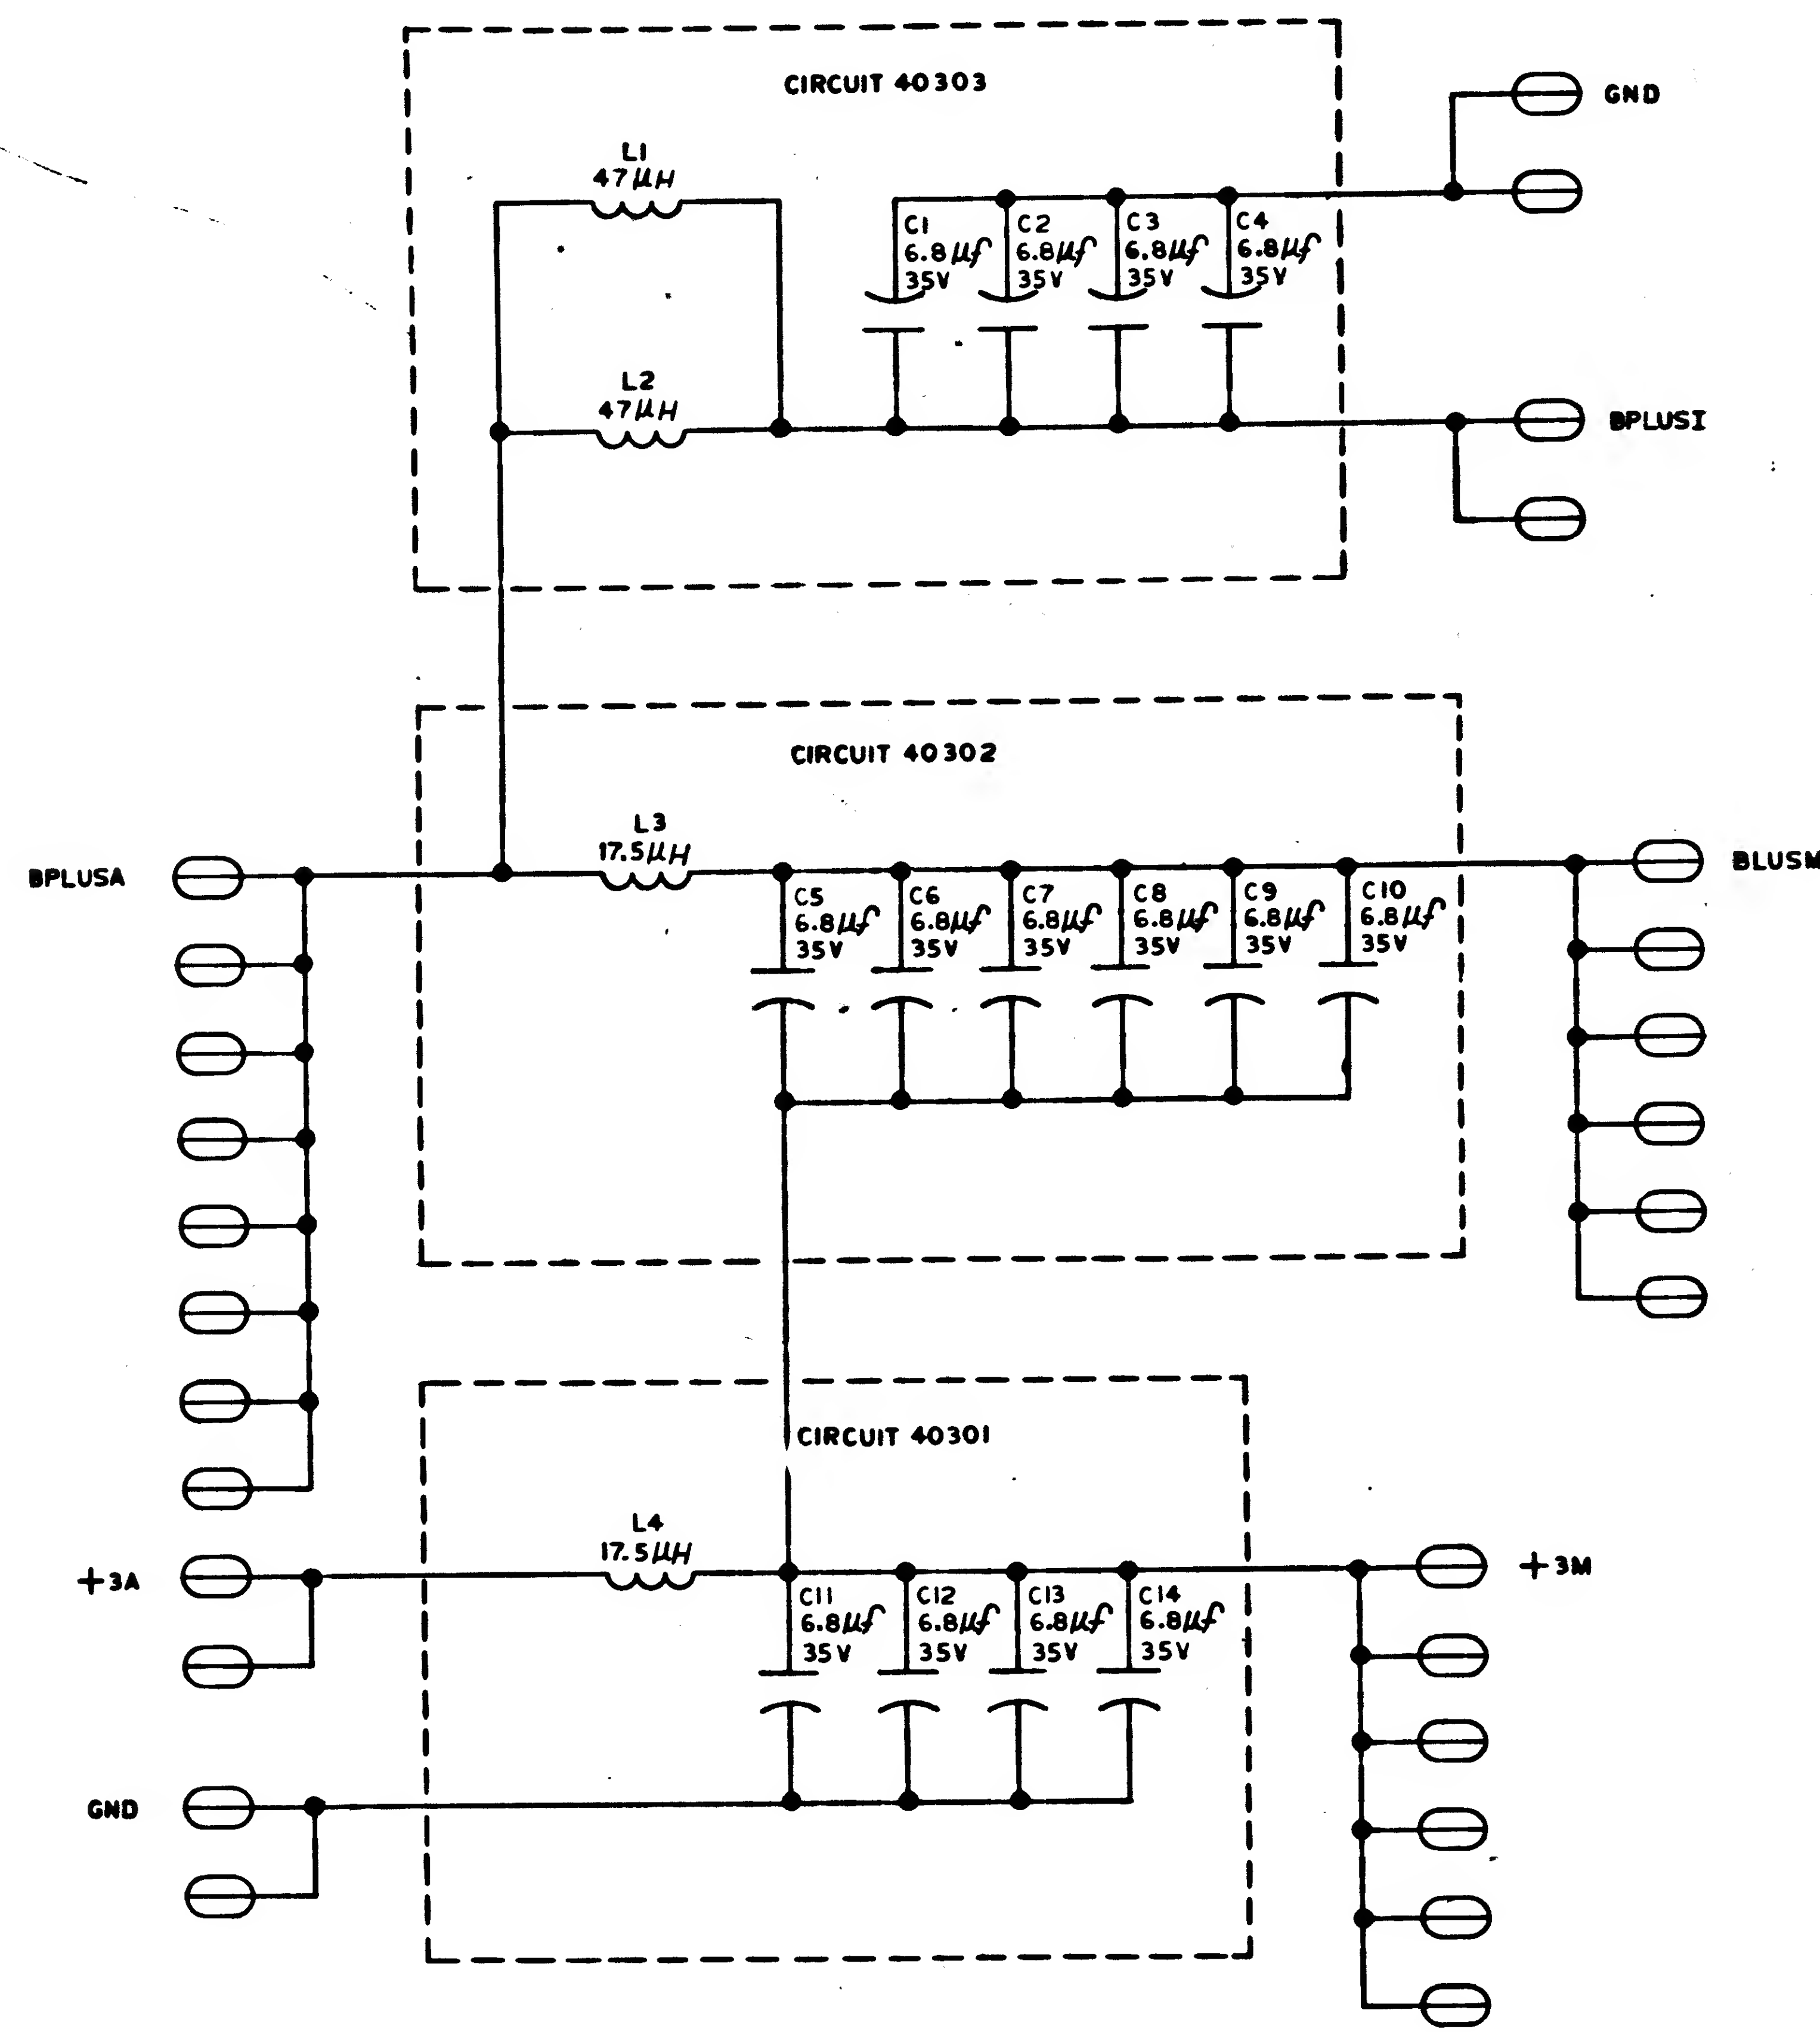 CIRCUIT 40303
GND
L1
47µH
C1
6.8µf
35V
C2
6.8µf
35V
C3
6.8µf
35V
C4
6.8µf
35V
L2
47µH
BPLUSI
CIRCUIT 40302
L3
17.5µH
BPLUSA
BLUSM
C5
6.8µf
35V
C6
6.8µf
35V
C7
6.8µf
35V
C8
6.8µf
35V
C9
6.8µf
35V
C10
6.8µf
35V
CIRCUIT 40301
L4
17.5µH
+3A
+3M
C11
6.8µf
35V
C12
6.8µf
35V
C13
6.8µf
35V
C14
6.8µf
35V
GND